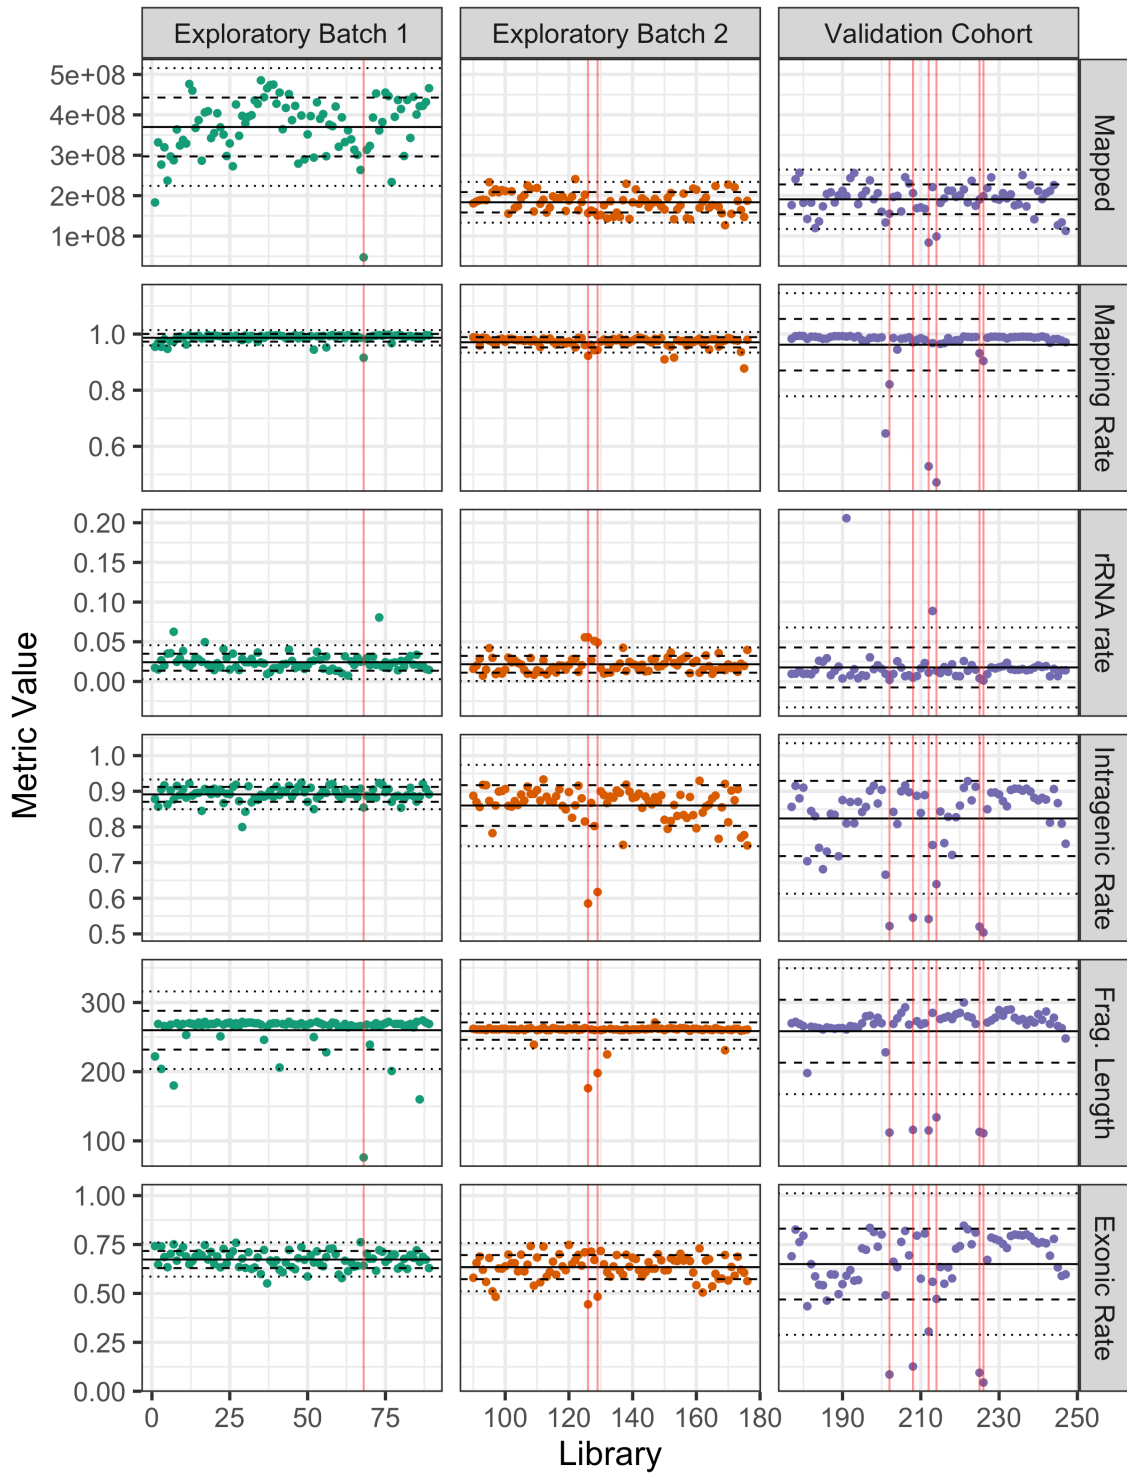 Exploratory Batch 1
Exploratory Batch 2
Validation Cohort
5e+08
4e+08
3e+08
2e+08
1e+08
Mapped
1.0
0.8
0.6
Mapping Rate
0.20
0.15
0.10
0.05
0.00
rRNA rate
1.0
0.9
0.8
0.7
0.6
0.5
Intragenic Rate
300
200
100
Frag. Length
1.00
0.75
0.50
0.25
0.00
Exonic Rate
Metric Value
0 25 50 75
100 120 140 160 180
190 210 230 250
Library